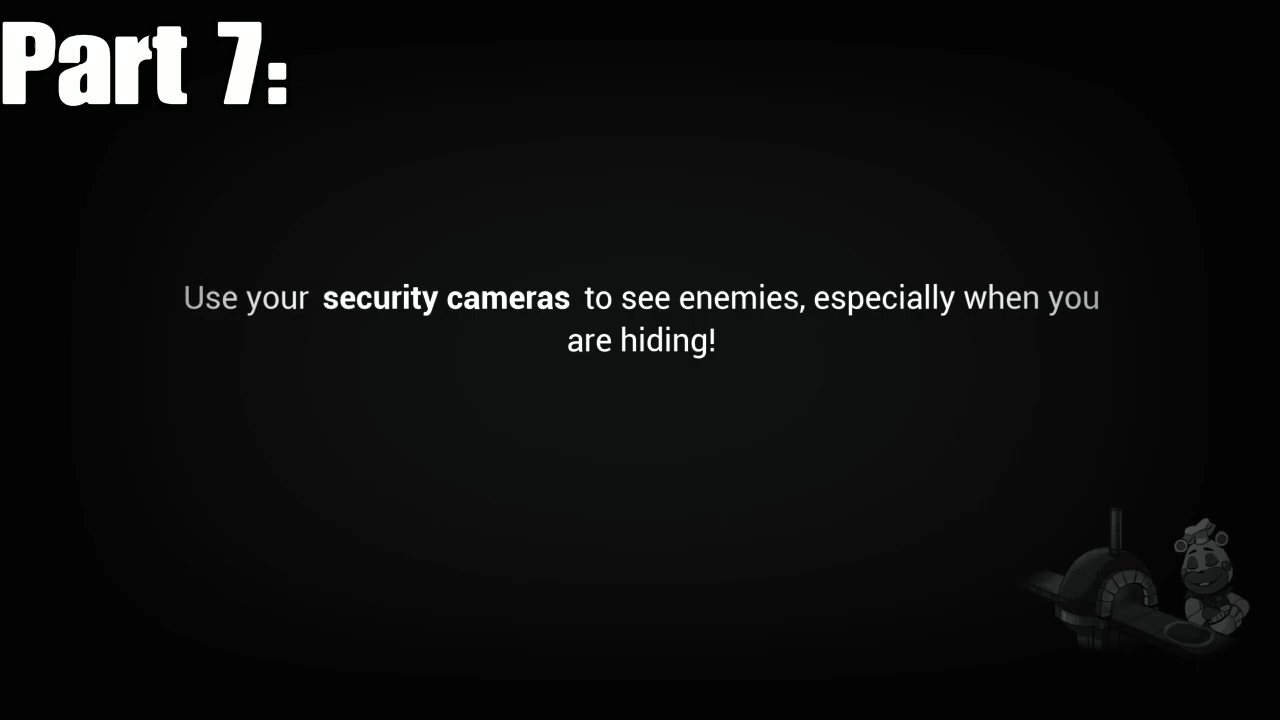 Part 7:
Use your security cameras to see enemies, especially when you
are hiding!